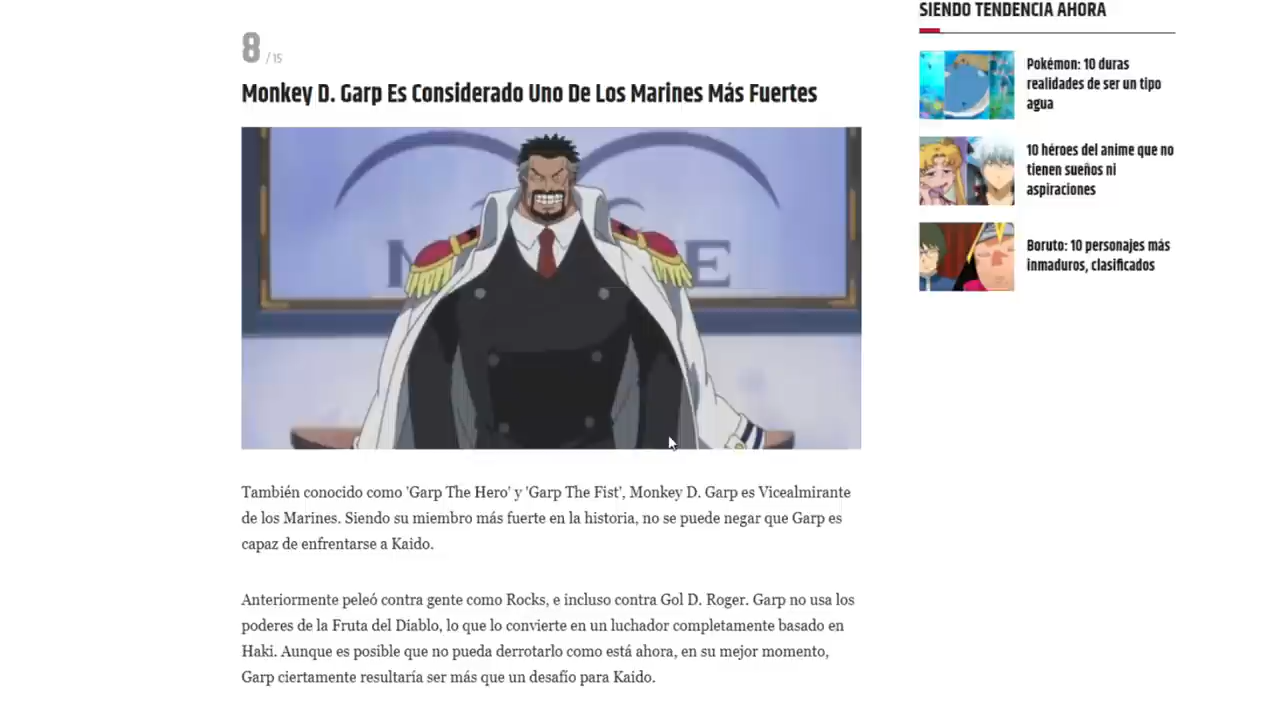 8 / 15
Monkey D. Garp Es Considerado Uno De Los Marines Más Fuertes
También conocido como 'Garp The Hero' y 'Garp The Fist', Monkey D. Garp es Vicealmirante
de los Marines. Siendo su miembro más fuerte en la historia, no se puede negar que Garp es
capaz de enfrentarse a Kaido.
Anteriormente peleó contra gente como Rocks, e incluso contra Gol D. Roger. Garp no usa los
poderes de la Fruta del Diablo, lo que lo convierte en un luchador completamente basado en
Haki. Aunque es posible que no pueda derrotarlo como está ahora, en su mejor momento,
Garp ciertamente resultaría ser más que un desafío para Kaido.
SIENDO TENDENCIA AHORA
Pokémon: 10 duras
realidades de ser un tipo
agua
10 héroes del anime que no
tienen sueños ni
aspiraciones
Boruto: 10 personajes más
inmaduros, clasificados